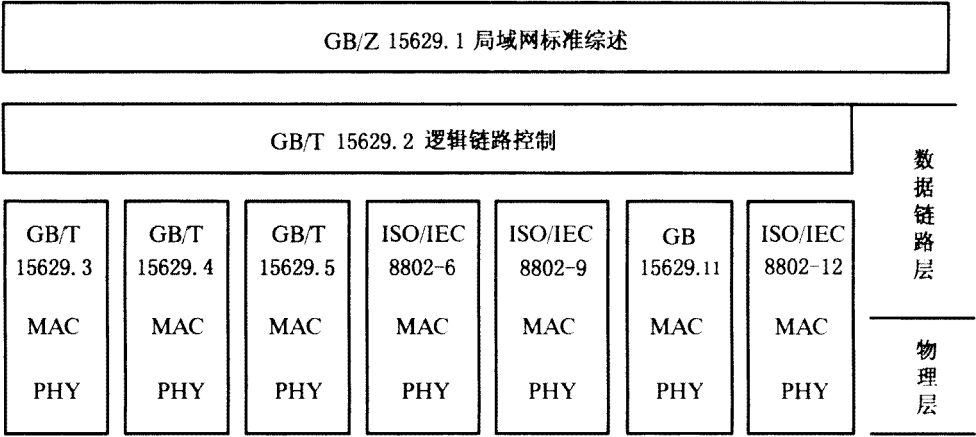 GB/Z 15629.1 局域网标准综述
GB/T 15629.2 逻辑链路控制
GB/T
15629.3
MAC
PHY
GB/T
15629.4
MAC
PHY
GB/T
15629.5
MAC
PHY
ISO/IEC
8802-6
MAC
PHY
ISO/IEC
8802-9
MAC
PHY
GB
15629.11
MAC
PHY
ISO/IEC
8802-12
MAC
PHY
数据链路层
物理层